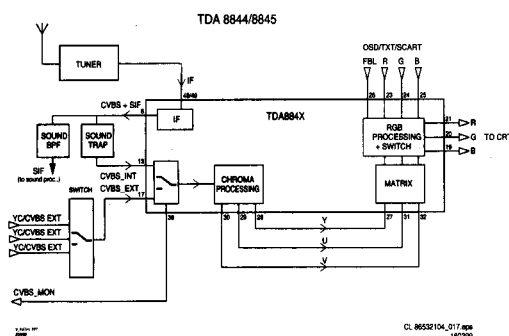 TDA 8844/8845
OSD/TXT/SCART
FBL R G B
TUNER
IF
48/49
26 23 24 25
CVBS + SIF
6
IF
TDA884X
RGB
PROCESSING
+ SWITCH
21 R
20 G TO CRT
19 B
SOUND
BPF
SOUND
TRAP
SIF
(to sound proc..)
13
CVBS_INT
CVBS_EXT
17
SWITCH
CHROMA
PROCESSING
MATRIX
38
30 29 28
27 31 32
YC/CVBS EXT
YC/CVBS EXT
YC/CVBS EXT
Y
U
V
CVBS_MON
CL 86532104_017.eps